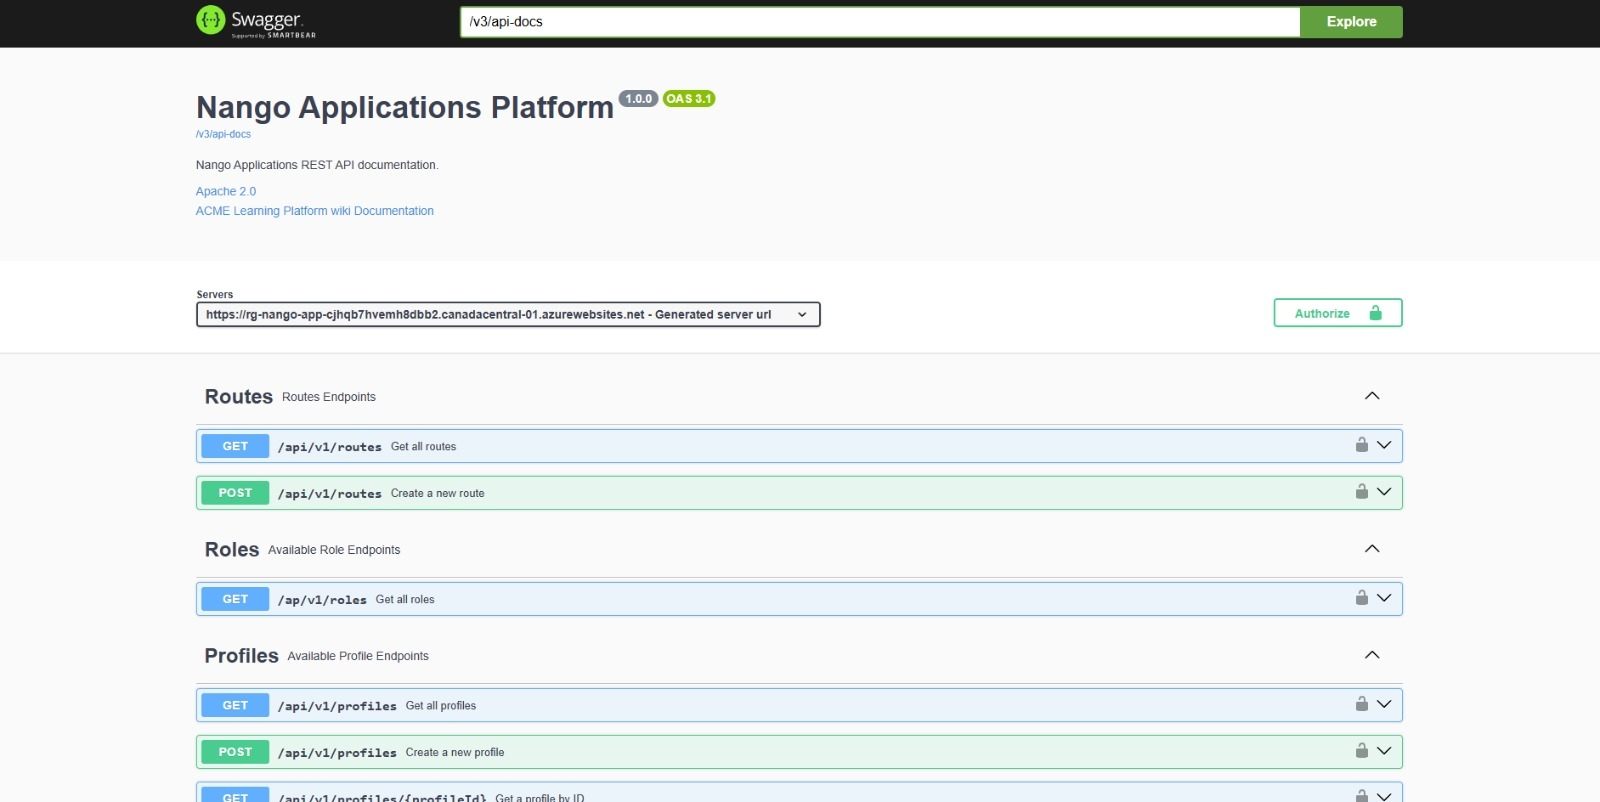 Swagger.
Supported by SMARTBEAR
/v3/api-docs
Explore
Nango Applications Platform 1.0.0 OAS 3.1
/v3/api-docs
Nango Applications REST API documentation.
Apache 2.0
ACME Learning Platform wiki Documentation
Servers
https://rg-nango-app-cjhqb7hvemh8dbb2.canadacentral-01.azurewebsites.net - Generated server url
Authorize
Routes Routes Endpoints
GET /api/v1/routes Get all routes
POST /api/v1/routes Create a new route
Roles Available Role Endpoints
GET /ap/v1/roles Get all roles
Profiles Available Profile Endpoints
GET /api/v1/profiles Get all profiles
POST /api/v1/profiles Create a new profile
GET /api/v1/profiles/{profileId} Get a profile by ID